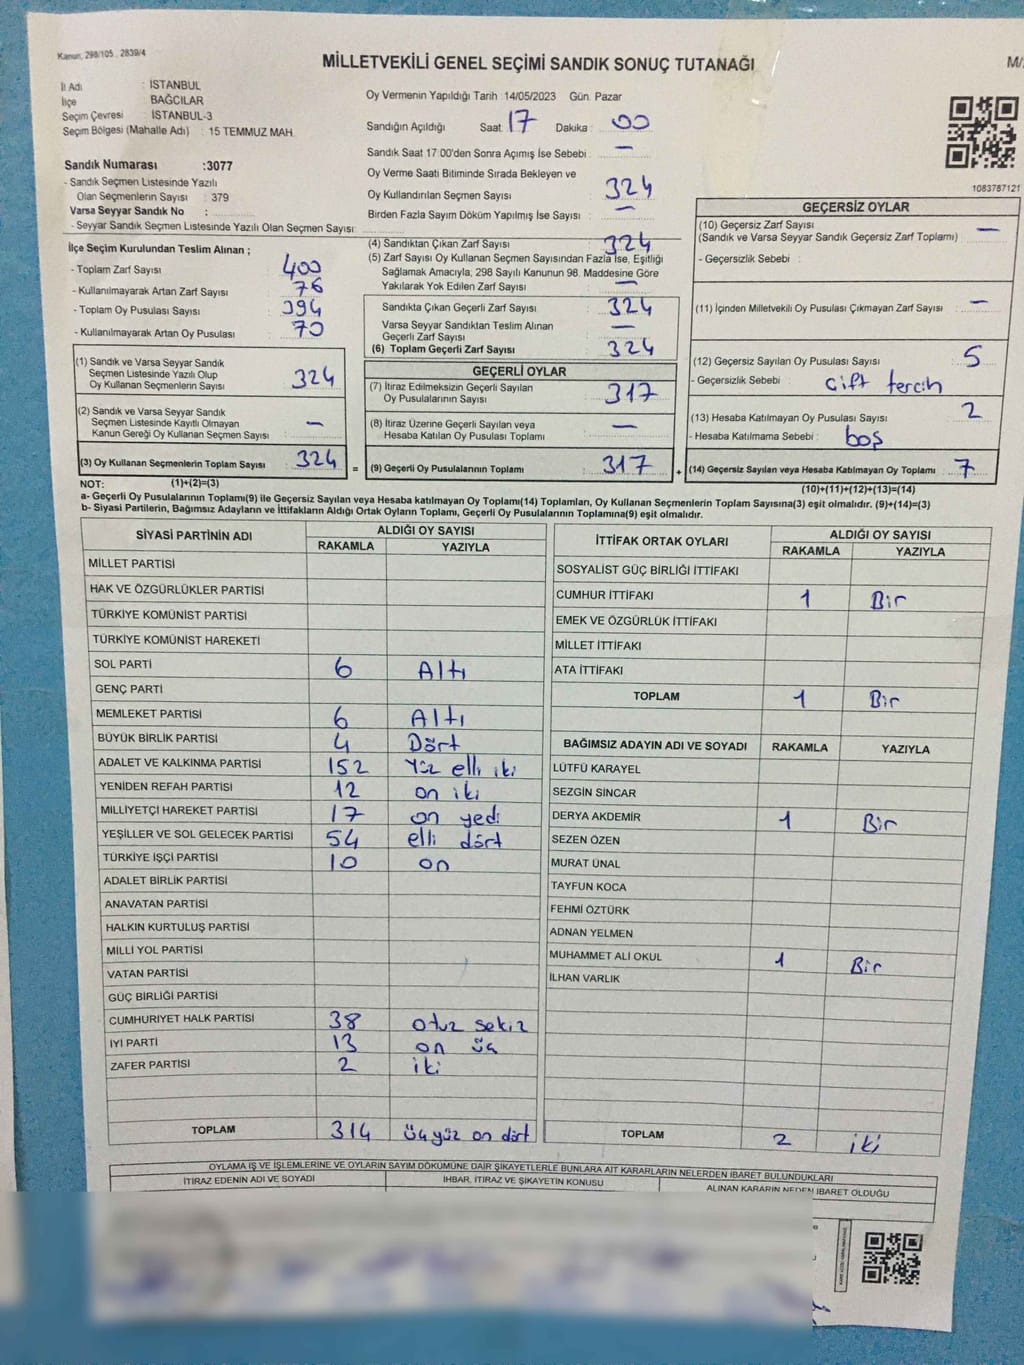 Kanun, 298/105 , 2839/4
MİLLETVEKİLİ GENEL SEÇİMİ SANDIK SONUÇ TUTANAĞI
İl Adı : İSTANBUL
İlçe : BAĞCILAR
Seçim Çevresi : İSTANBUL-3
Seçim Bölgesi (Mahalle Adı) : 15 TEMMUZ MAH.
Oy Vermenin Yapıldığı Tarih :14/05/2023 Gün: Pazar
Sandığın Açıldığı Saat: 17 Dakika : 00
Sandık Saat 17:00'den Sonra Açımış İse Sebebi : —
Sandık Numarası :3077
- Sandık Seçmen Listesinde Yazılı
Olan Seçmenlerin Sayısı : 379
Varsa Seyyar Sandık No :
- Seyyar Sandık Seçmen Listesinde Yazılı Olan Seçmen Sayısı:
Oy Verme Saati Bitiminde Sırada Bekleyen ve
Oy Kullandırılan Seçmen Sayısı : 324
Birden Fazla Sayım Döküm Yapılmış İse Sayısı : —
1083787121
İlçe Seçim Kurulundan Teslim Alınan ;
- Toplam Zarf Sayısı : 400
- Kullanılmayarak Artan Zarf Sayısı : 76
- Toplam Oy Pusulası Sayısı : 394
- Kullanılmayarak Artan Oy Pusulası : 70
(4) Sandıktan Çıkan Zarf Sayısı : 324
(5) Zarf Sayısı Oy Kullanan Seçmen Sayısından Fazla İse, Eşitliği
Sağlamak Amacıyla; 298 Sayılı Kanunun 98. Maddesine Göre
Yakılarak Yok Edilen Zarf Sayısı : —
Sandıkta Çıkan Geçerli Zarf Sayısı : 324
Varsa Seyyar Sandıktan Teslim Alınan
Geçerli Zarf Sayısı : —
(6) Toplam Geçerli Zarf Sayısı : 324
GEÇERSİZ OYLAR
(10) Geçersiz Zarf Sayısı : —
(Sandık ve Varsa Seyyar Sandık Geçersiz Zarf Toplamı)
- Geçersizlik Sebebi :
(11) İçinden Milletvekili Oy Pusulası Çıkmayan Zarf Sayısı : —
(12) Geçersiz Sayılan Oy Pusulası Sayısı : 5
- Geçersizlik Sebebi : çift tercih
(13) Hesaba Katılmayan Oy Pusulası Sayısı : 2
- Hesaba Katılmama Sebebi : boş
(1) Sandık ve Varsa Seyyar Sandık
Seçmen Listesinde Yazılı Olup
Oy Kullanan Seçmenlerin Sayısı : 324
(2) Sandık ve Varsa Seyyar Sandık
Seçmen Listesinde Kayıtlı Olmayan
Kanun Gereği Oy Kullanan Seçmen Sayısı : —
GEÇERLİ OYLAR
(7) İtiraz Edilmeksizin Geçerli Sayılan
Oy Pusulalarının Sayısı : 317
(8) İtiraz Üzerine Geçerli Sayılan veya
Hesaba Katılan Oy Pusulası Toplamı : —
(3) Oy Kullanan Seçmenlerin Toplam Sayısı : 324 = (9) Geçerli Oy Pusulalarının Toplamı : 317 + (14) Geçersiz Sayılan veya Hesaba Katılmayan Oy Toplamı : 7
NOT: (1)+(2)=(3) (10)+(11)+(12)+(13)=(14)
a- Geçerli Oy Pusulalarının Toplamı(9) ile Geçersiz Sayılan veya Hesaba katılmayan Oy Toplamı(14) Toplamları, Oy Kullanan Seçmenlerin Toplam Sayısına(3) eşit olmalıdır. (9)+(14)=(3)
b- Siyasi Partilerin, Bağımsız Adayların ve İttifakların Aldığı Ortak Oyların Toplamı, Geçerli Oy Pusulalarının Toplamına(9) eşit olmalıdır.
SİYASİ PARTİNİN ADI ALDIĞI OY SAYISI
RAKAMLA YAZIYLA
MİLLET PARTİSİ
HAK VE ÖZGÜRLÜKLER PARTİSİ
TÜRKİYE KOMÜNİST PARTİSİ
TÜRKİYE KOMÜNİST HAREKETİ
SOL PARTİ 6 Altı
GENÇ PARTİ
MEMLEKET PARTİSİ 6 Altı
BÜYÜK BİRLİK PARTİSİ 4 Dört
ADALET VE KALKINMA PARTİSİ 152 Yüz elli iki
YENİDEN REFAH PARTİSİ 12 on iki
MİLLİYETÇİ HAREKET PARTİSİ 17 on yedi
YEŞİLLER VE SOL GELECEK PARTİSİ 54 elli dört
TÜRKİYE İŞÇİ PARTİSİ 10 on
ADALET BİRLİK PARTİSİ
ANAVATAN PARTİSİ
HALKIN KURTULUŞ PARTİSİ
MİLLİ YOL PARTİSİ
VATAN PARTİSİ
GÜÇ BİRLİĞİ PARTİSİ
CUMHURİYET HALK PARTİSİ 38 otuz sekiz
İYİ PARTİ 13 on üç
ZAFER PARTİSİ 2 iki
TOPLAM 314 üçyüz on dört
İTTİFAK ORTAK OYLARI ALDIĞI OY SAYISI
RAKAMLA YAZIYLA
SOSYALİST GÜÇ BİRLİĞİ İTTİFAKI
CUMHUR İTTİFAKI 1 Bir
EMEK VE ÖZGÜRLÜK İTTİFAKI
MİLLET İTTİFAKI
ATA İTTİFAKI
TOPLAM 1 Bir
BAĞIMSIZ ADAYIN ADI VE SOYADI RAKAMLA YAZIYLA
LÜTFÜ KARAYEL
SEZGİN SİNCAR
DERYA AKDEMİR 1 Bir
SEZEN ÖZEN
MURAT ÜNAL
TAYFUN KOCA
FEHMİ ÖZTÜRK
ADNAN YELMEN
MUHAMMET ALİ OKUL 1 Bir
İLHAN VARLIK
TOPLAM 2 iki
OYLAMA İŞ VE İŞLEMLERİNE VE OYLARIN SAYIM DÖKÜMÜNE DAİR ŞİKAYETLERLE BUNLARA AİT KARARLARIN NELERDEN İBARET BULUNDUKLARI
İTİRAZ EDENİN ADI VE SOYADI İHBAR, İTİRAZ VE ŞİKAYETİN KONUSU ALINAN KARARIN NEDEN İBARET OLDUĞU